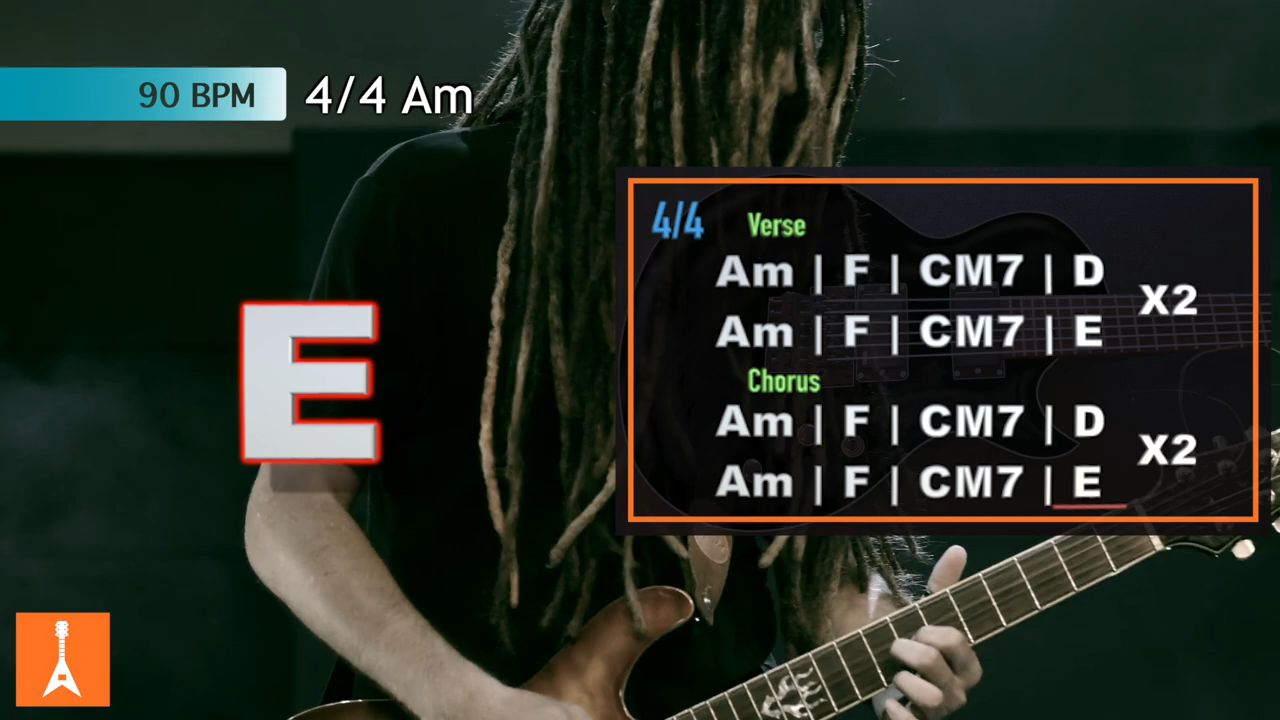 90 BPM 4/4 Am
4/4 Verse
Am | F | CM7 | D
X2
Am | F | CM7 | E
Chorus
Am | F | CM7 | D
X2
Am | F | CM7 | E
E